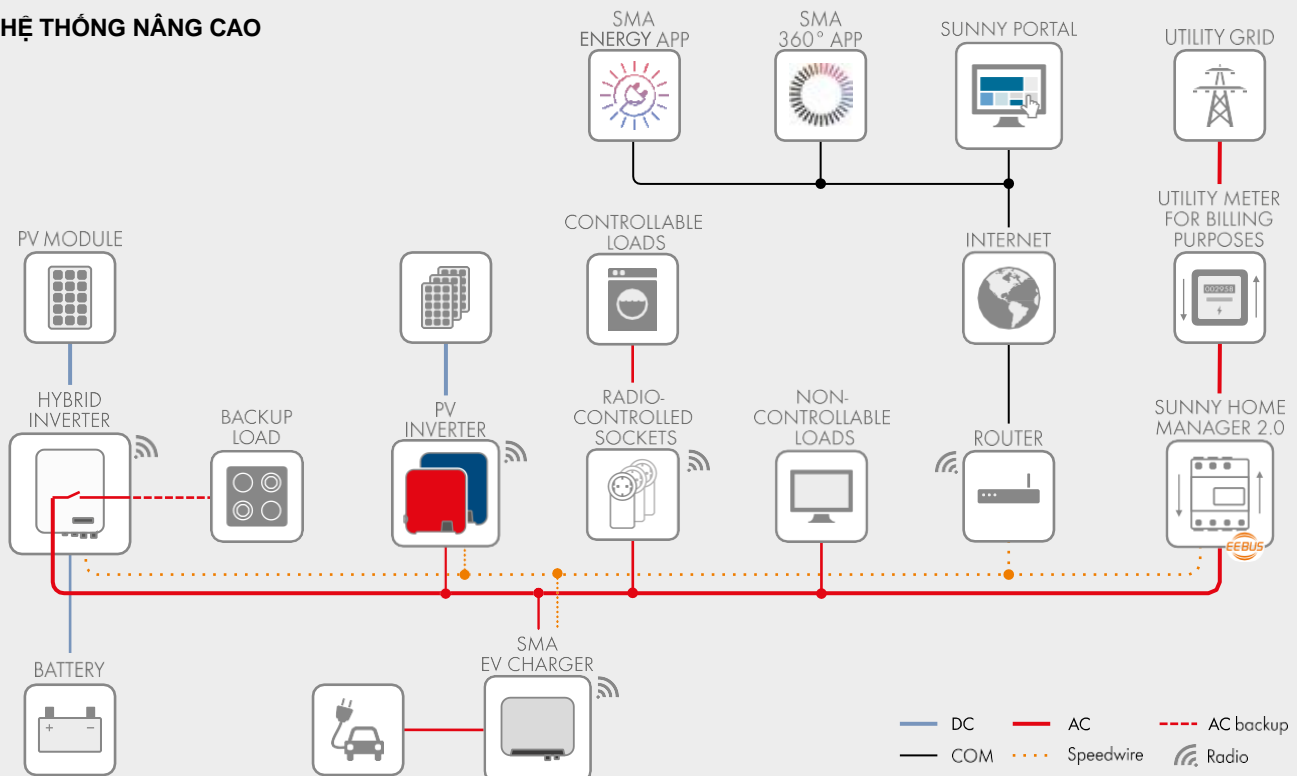 HỆ THỐNG NÂNG CAO
SMA
ENERGY APP
SMA
360° APP
SUNNY PORTAL
UTILITY GRID
UTILITY METER
FOR BILLING
PURPOSES
002958
PV MODULE
CONTROLLABLE
LOADS
INTERNET
HYBRID
INVERTER
BACKUP
LOAD
PV
INVERTER
RADIO-
CONTROLLED
SOCKETS
NON-
CONTROLLABLE
LOADS
ROUTER
SUNNY HOME
MANAGER 2.0
EEBUS
BATTERY
+ −
SMA
EV CHARGER
DC
AC
AC backup
COM
Speedwire
Radio